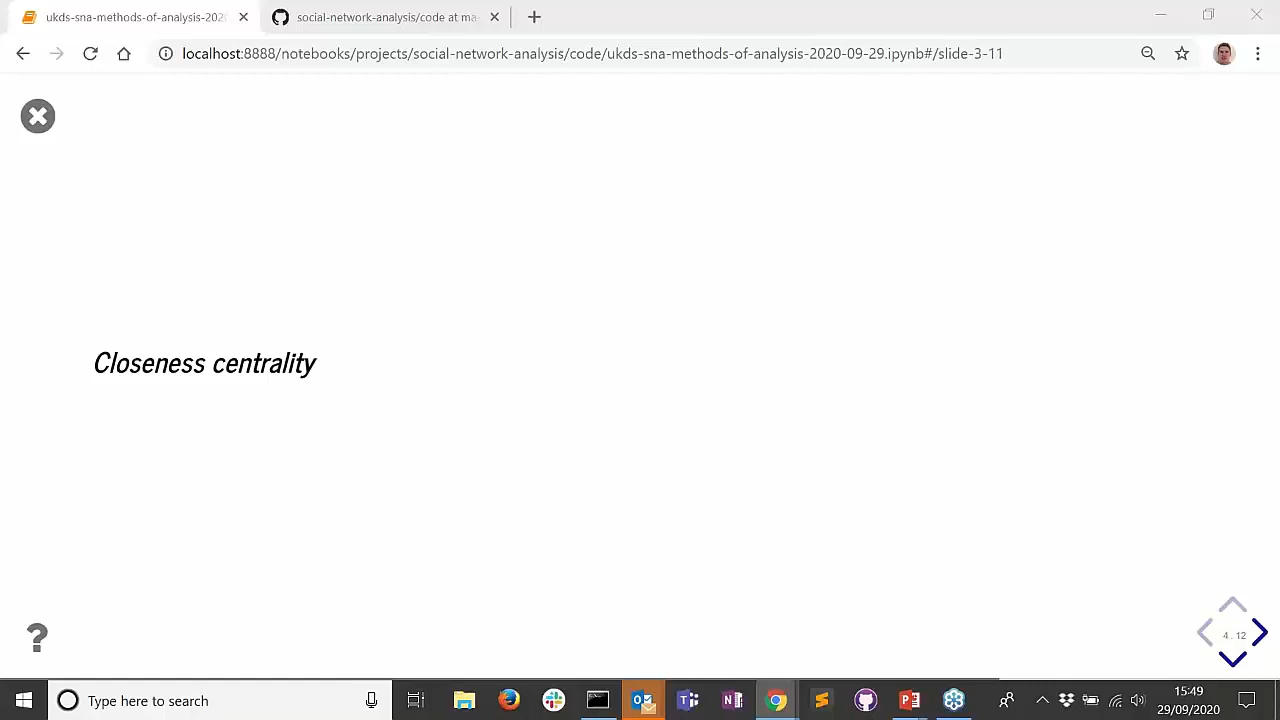 ukds-sna-methods-of-analysis-202
social-network-analysis/code at ma
localhost:8888/notebooks/projects/social-network-analysis/code/ukds-sna-methods-of-analysis-2020-09-29.ipynb#/slide-3-11
Closeness centrality
?
4 . 12
Type here to search
15:49
29/09/2020